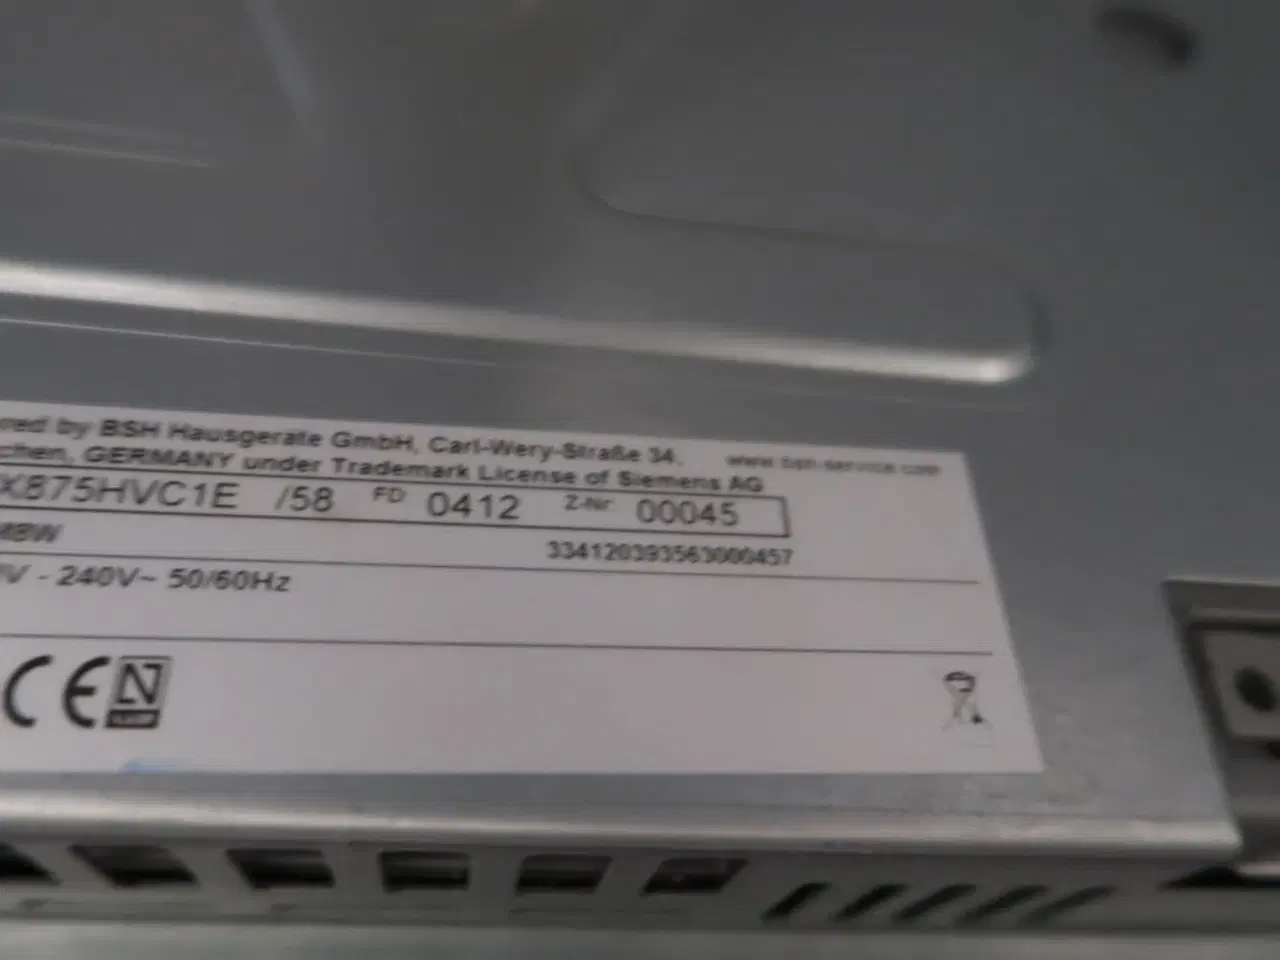 red by BSH Hausgeräte GmbH, Carl-Wery-Straße 34,
www.bsh-service.com
chen, GERMANY under Trademark License of Siemens AG
X875HVC1E /58 FD 0412 Z-Nr. 00045
48W
334120393563000457
V - 240V~ 50/60Hz
CE N